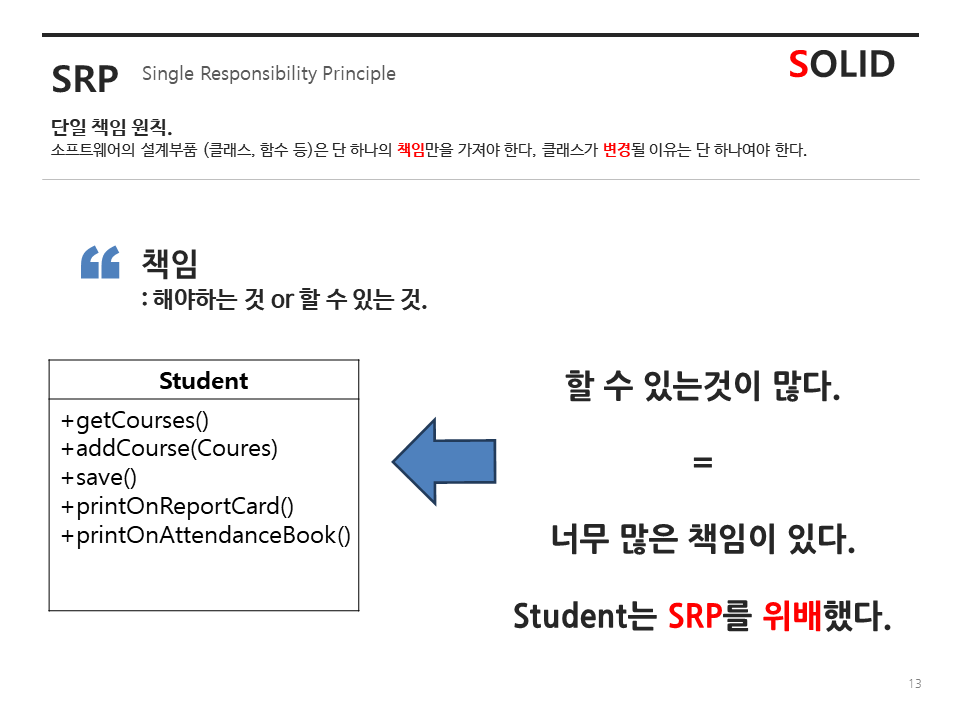 SRP Single Responsibility Principle
SOLID
단일 책임 원칙.
소프트웨어의 설계부품 (클래스, 함수 등)은 단 하나의 책임만을 가져야 한다, 클래스가 변경될 이유는 단 하나여야 한다.
책임
: 해야하는 것 or 할 수 있는 것.
Student
+getCourses()
+addCourse(Coures)
+save()
+printOnReportCard()
+printOnAttendanceBook()
할 수 있는것이 많다.
=
너무 많은 책임이 있다.
Student는 SRP를 위배했다.
13